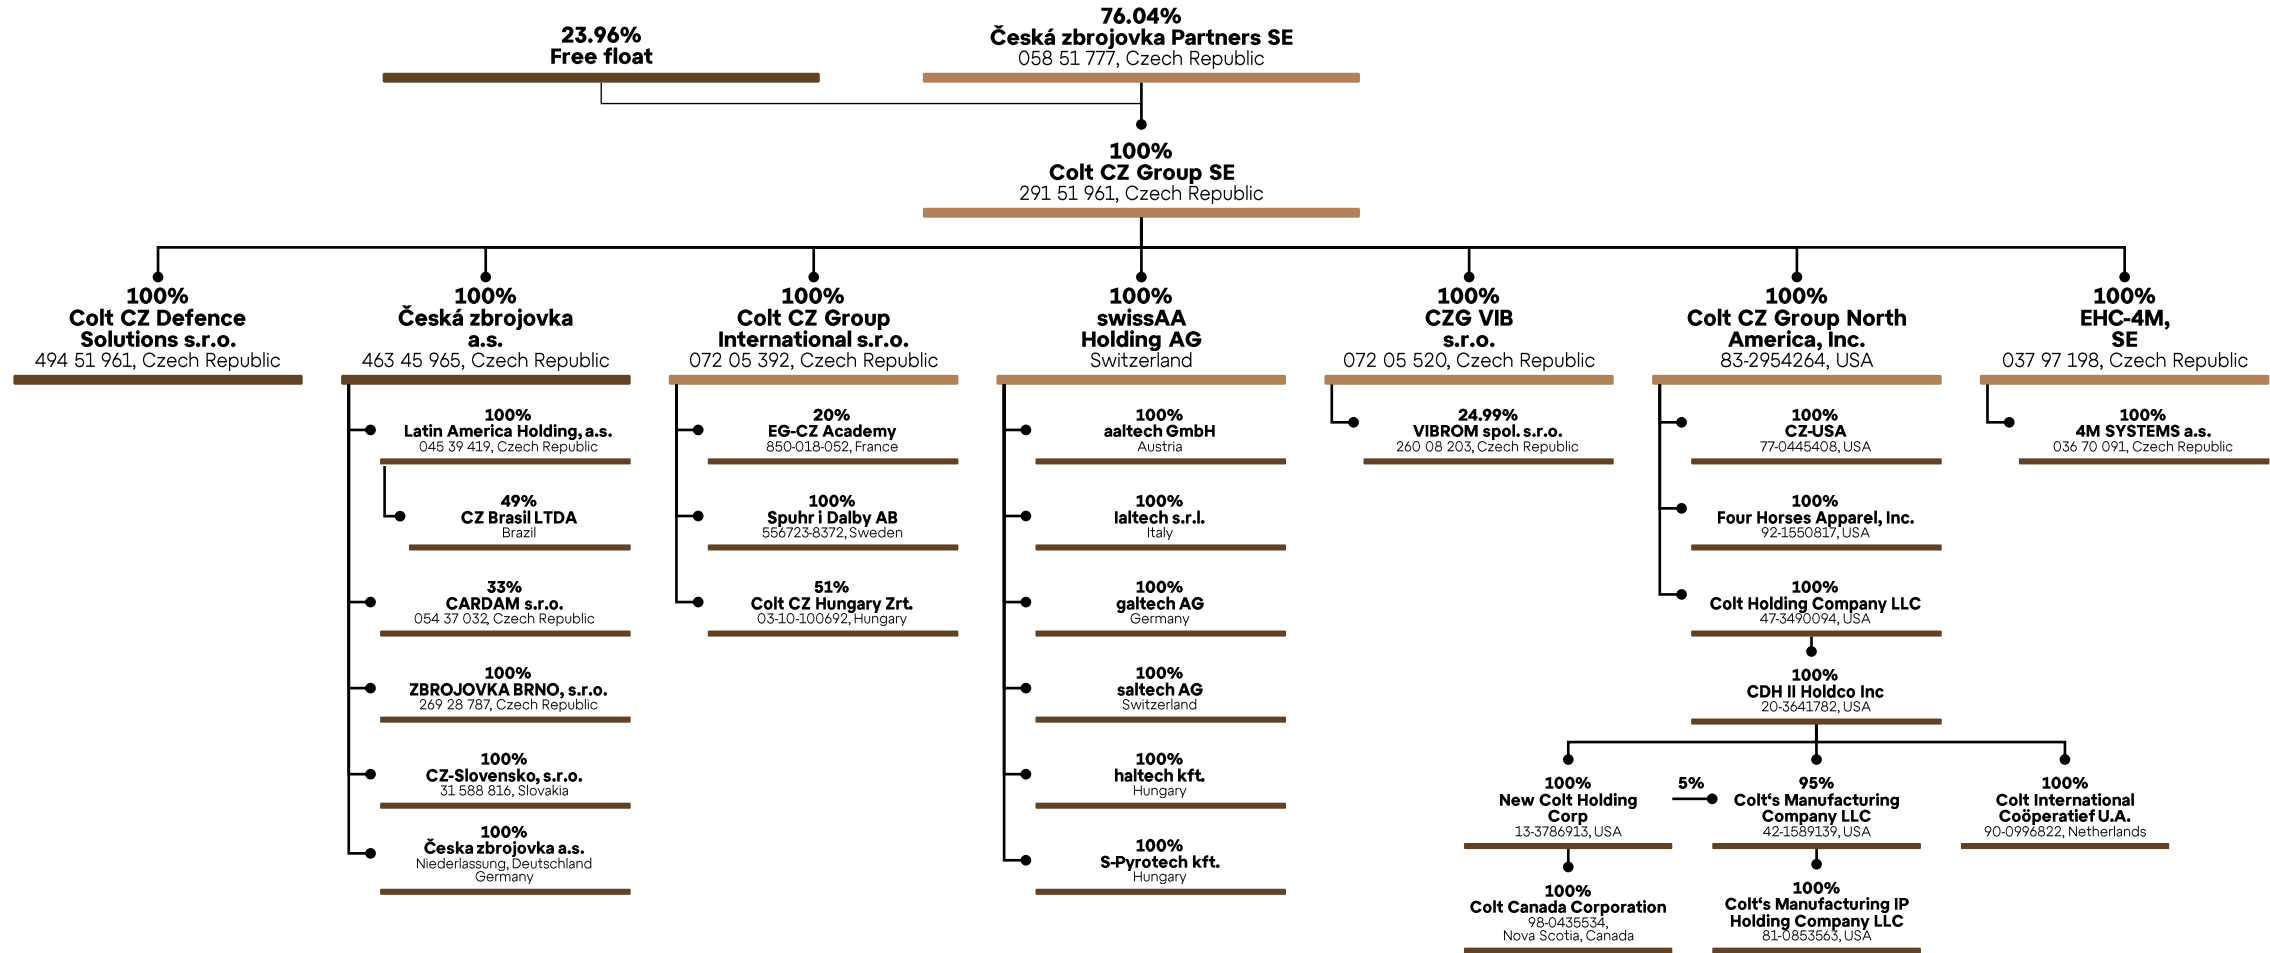 23.96%
Free float
76.04%
Česká zbrojovka Partners SE
058 51 777, Czech Republic
100%
Colt CZ Group SE
291 51 961, Czech Republic
100%
Colt CZ Defence
Solutions s.r.o.
494 51 961, Czech Republic
100%
Česká zbrojovka
a.s.
463 45 965, Czech Republic
100%
Latin America Holding, a.s.
045 39 419, Czech Republic
49%
CZ Brasil LTDA
Brazil
33%
CARDAM s.r.o.
054 37 032, Czech Republic
100%
ZBROJOVKA BRNO, s.r.o.
269 28 787, Czech Republic
100%
CZ-Slovensko, s.r.o.
31 588 816, Slovakia
100%
Česka zbrojovka a.s.
Niederlassung, Deutschland
Germany
100%
Colt CZ Group
International s.r.o.
072 05 392, Czech Republic
20%
EG-CZ Academy
850-018-052, France
100%
Spuhr i Dalby AB
556723-8372, Sweden
51%
Colt CZ Hungary Zrt.
03-10-100692, Hungary
100%
swissAA
Holding AG
Switzerland
100%
aaltech GmbH
Austria
100%
Ialtech s.r.l.
Italy
100%
galtech AG
Germany
100%
saltech AG
Switzerland
100%
haltech kft.
Hungary
100%
S-Pyrotech kft.
Hungary
100%
CZG VIB
s.r.o.
072 05 520, Czech Republic
24.99%
VIBROM spol. s.r.o.
260 08 203, Czech Republic
100%
Colt CZ Group North
America, Inc.
83-2954264, USA
100%
CZ-USA
77-0445408, USA
100%
Four Horses Apparel, Inc.
92-1550817, USA
100%
Colt Holding Company LLC
47-3490094, USA
100%
CDH II Holdco Inc
20-3641782, USA
100%
New Colt Holding
Corp
13-3786913, USA
100%
Colt Canada Corporation
98-0435534,
Nova Scotia, Canada
5%
95%
Colt‘s Manufacturing
Company LLC
42-1589139, USA
100%
Colt‘s Manufacturing IP
Holding Company LLC
81-0853563, USA
100%
Colt International
Coöperatief U.A.
90-0996822, Netherlands
100%
EHC-4M,
SE
037 97 198, Czech Republic
100%
4M SYSTEMS a.s.
036 70 091, Czech Republic